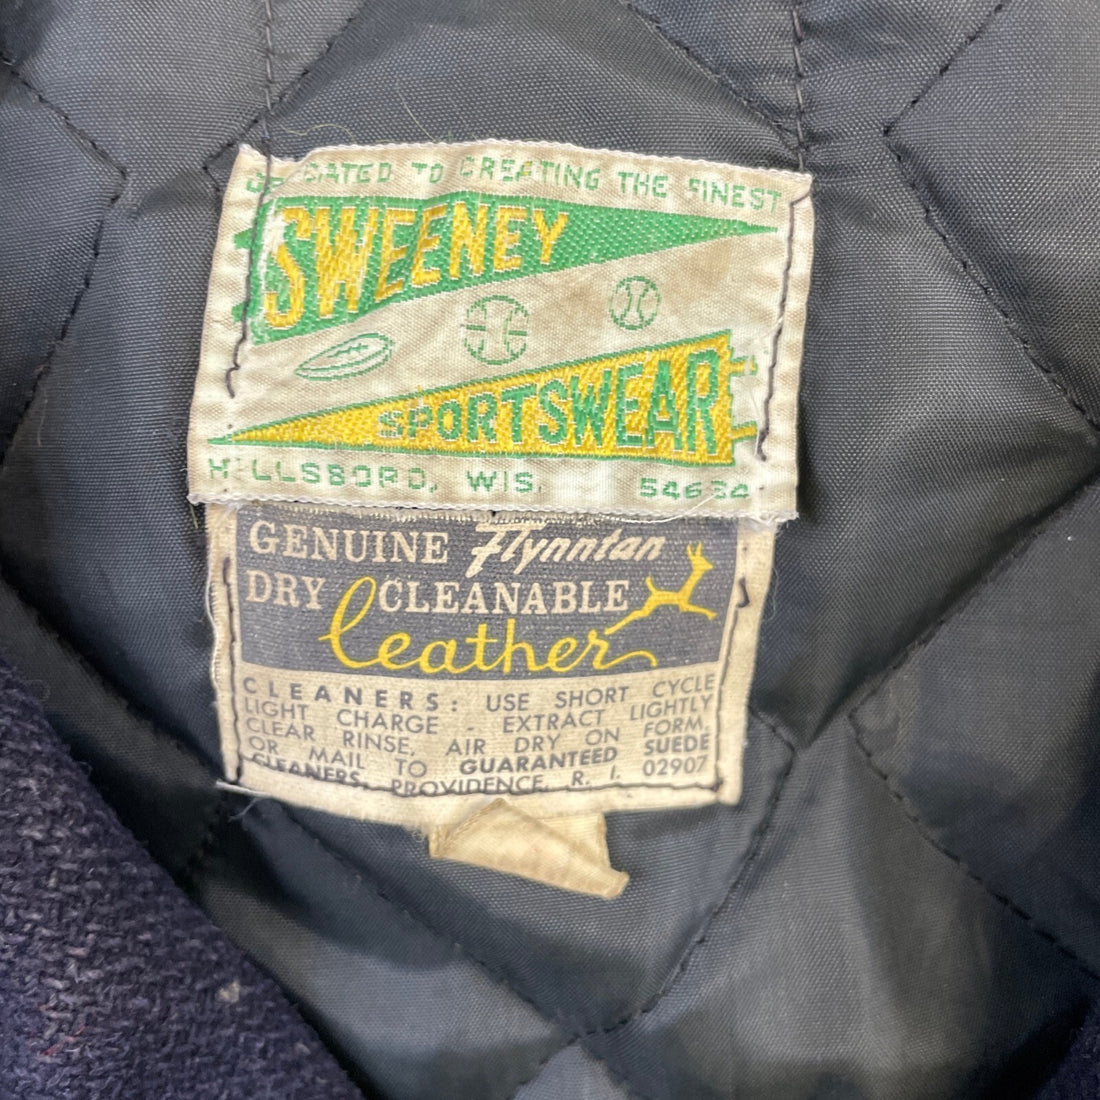 DEDICATED TO CREATING THE FINEST
SWEENEY
SPORTSWEAR
HILLSBORO, WIS. 54634
GENUINE Flynntan
DRY CLEANABLE
leather
CLEANERS: USE SHORT CYCLE
LIGHT CHARGE - EXTRACT LIGHTLY
CLEAR RINSE, AIR DRY ON FORM,
OR MAIL TO GUARANTEED SUEDE
CLEANERS, PROVIDENCE, R. I. 02907